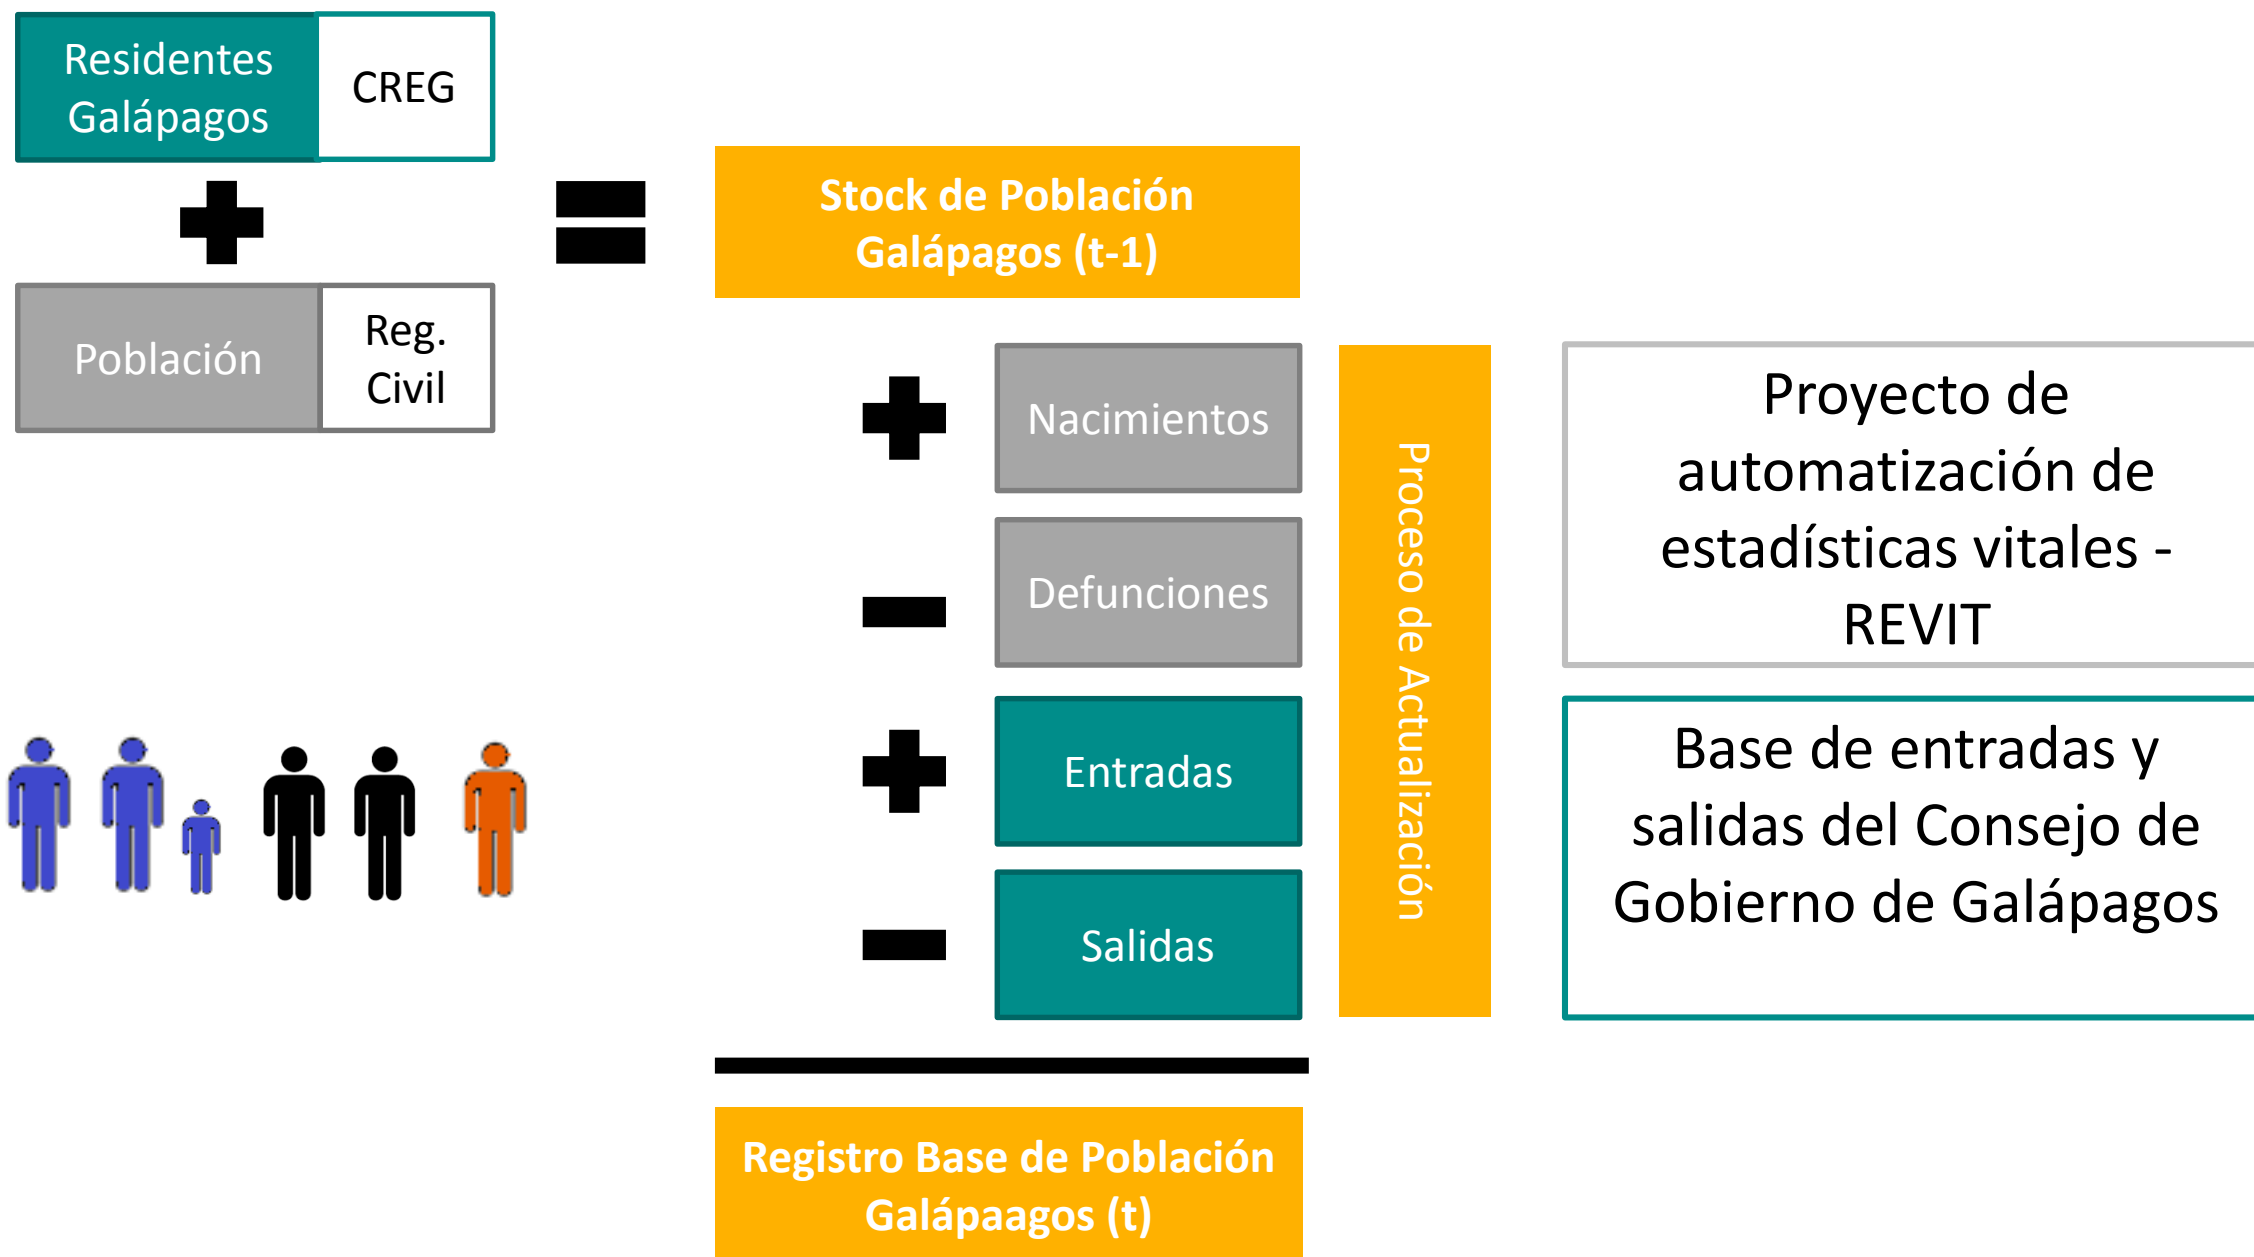 Residentes
Galápagos
CREG
Población
Reg.
Civil
Stock de Población
Galápagos (t-1)
Nacimientos
Defunciones
Entradas
Salidas
Proceso de Actualización
Proyecto de
automatización de
estadísticas vitales -
REVIT
Base de entradas y
salidas del Consejo de
Gobierno de Galápagos
Registro Base de Población
Galápaagos (t)